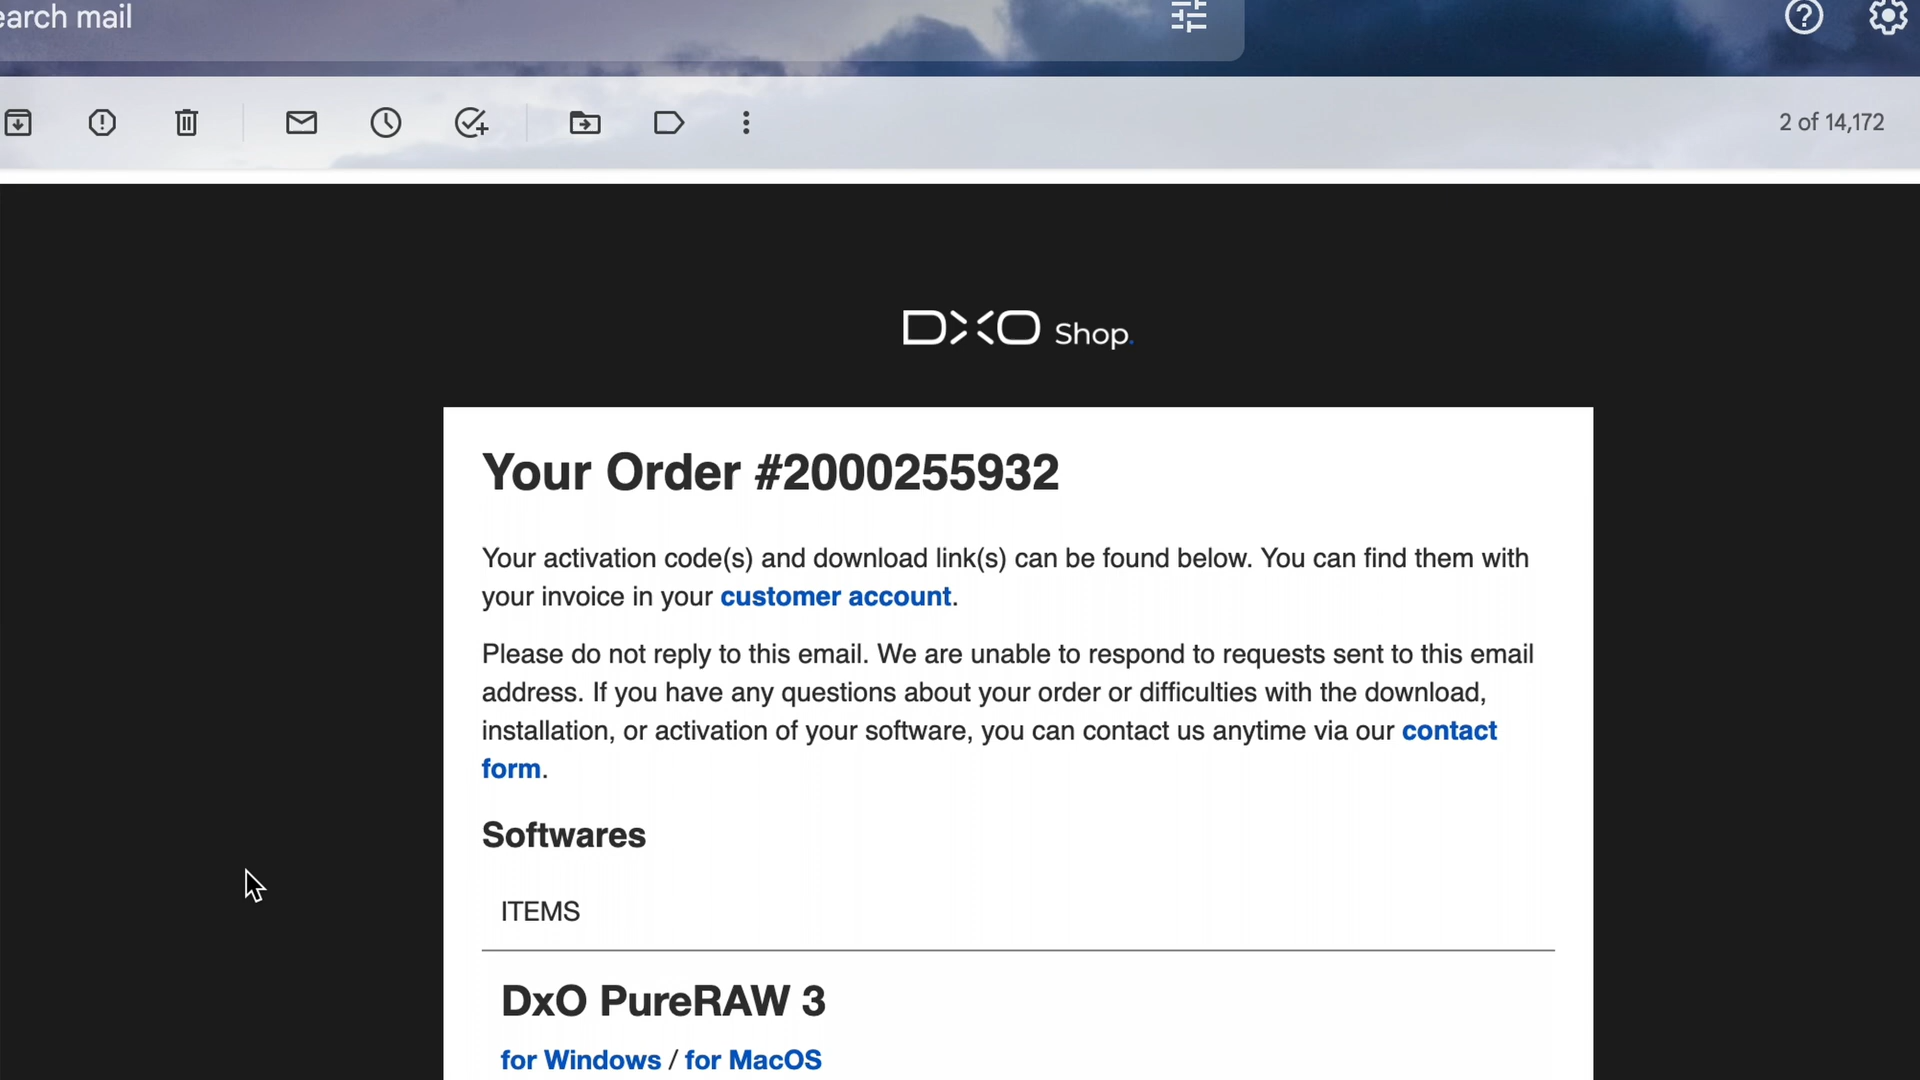 earch mail
2 of 14,172
DXO Shop.
Your Order #2000255932
Your activation code(s) and download link(s) can be found below. You can find them with
your invoice in your customer account.
Please do not reply to this email. We are unable to respond to requests sent to this email
address. If you have any questions about your order or difficulties with the download,
installation, or activation of your software, you can contact us anytime via our contact
form.
Softwares
ITEMS
DxO PureRAW 3
for Windows / for MacOS